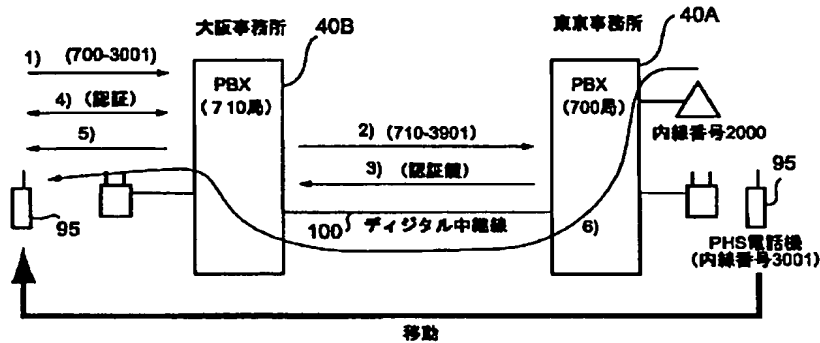 大阪事務所
40B
東京事務所
40A
1) (700-3001)
PBX
(710局)
PBX
(700局)
4) (認証)
5)
2) (710-3901)
内線番号2000
3) (認証鍵)
95
95
100
ディジタル中継線
6)
PHS電話機
(内線番号3001)
移動